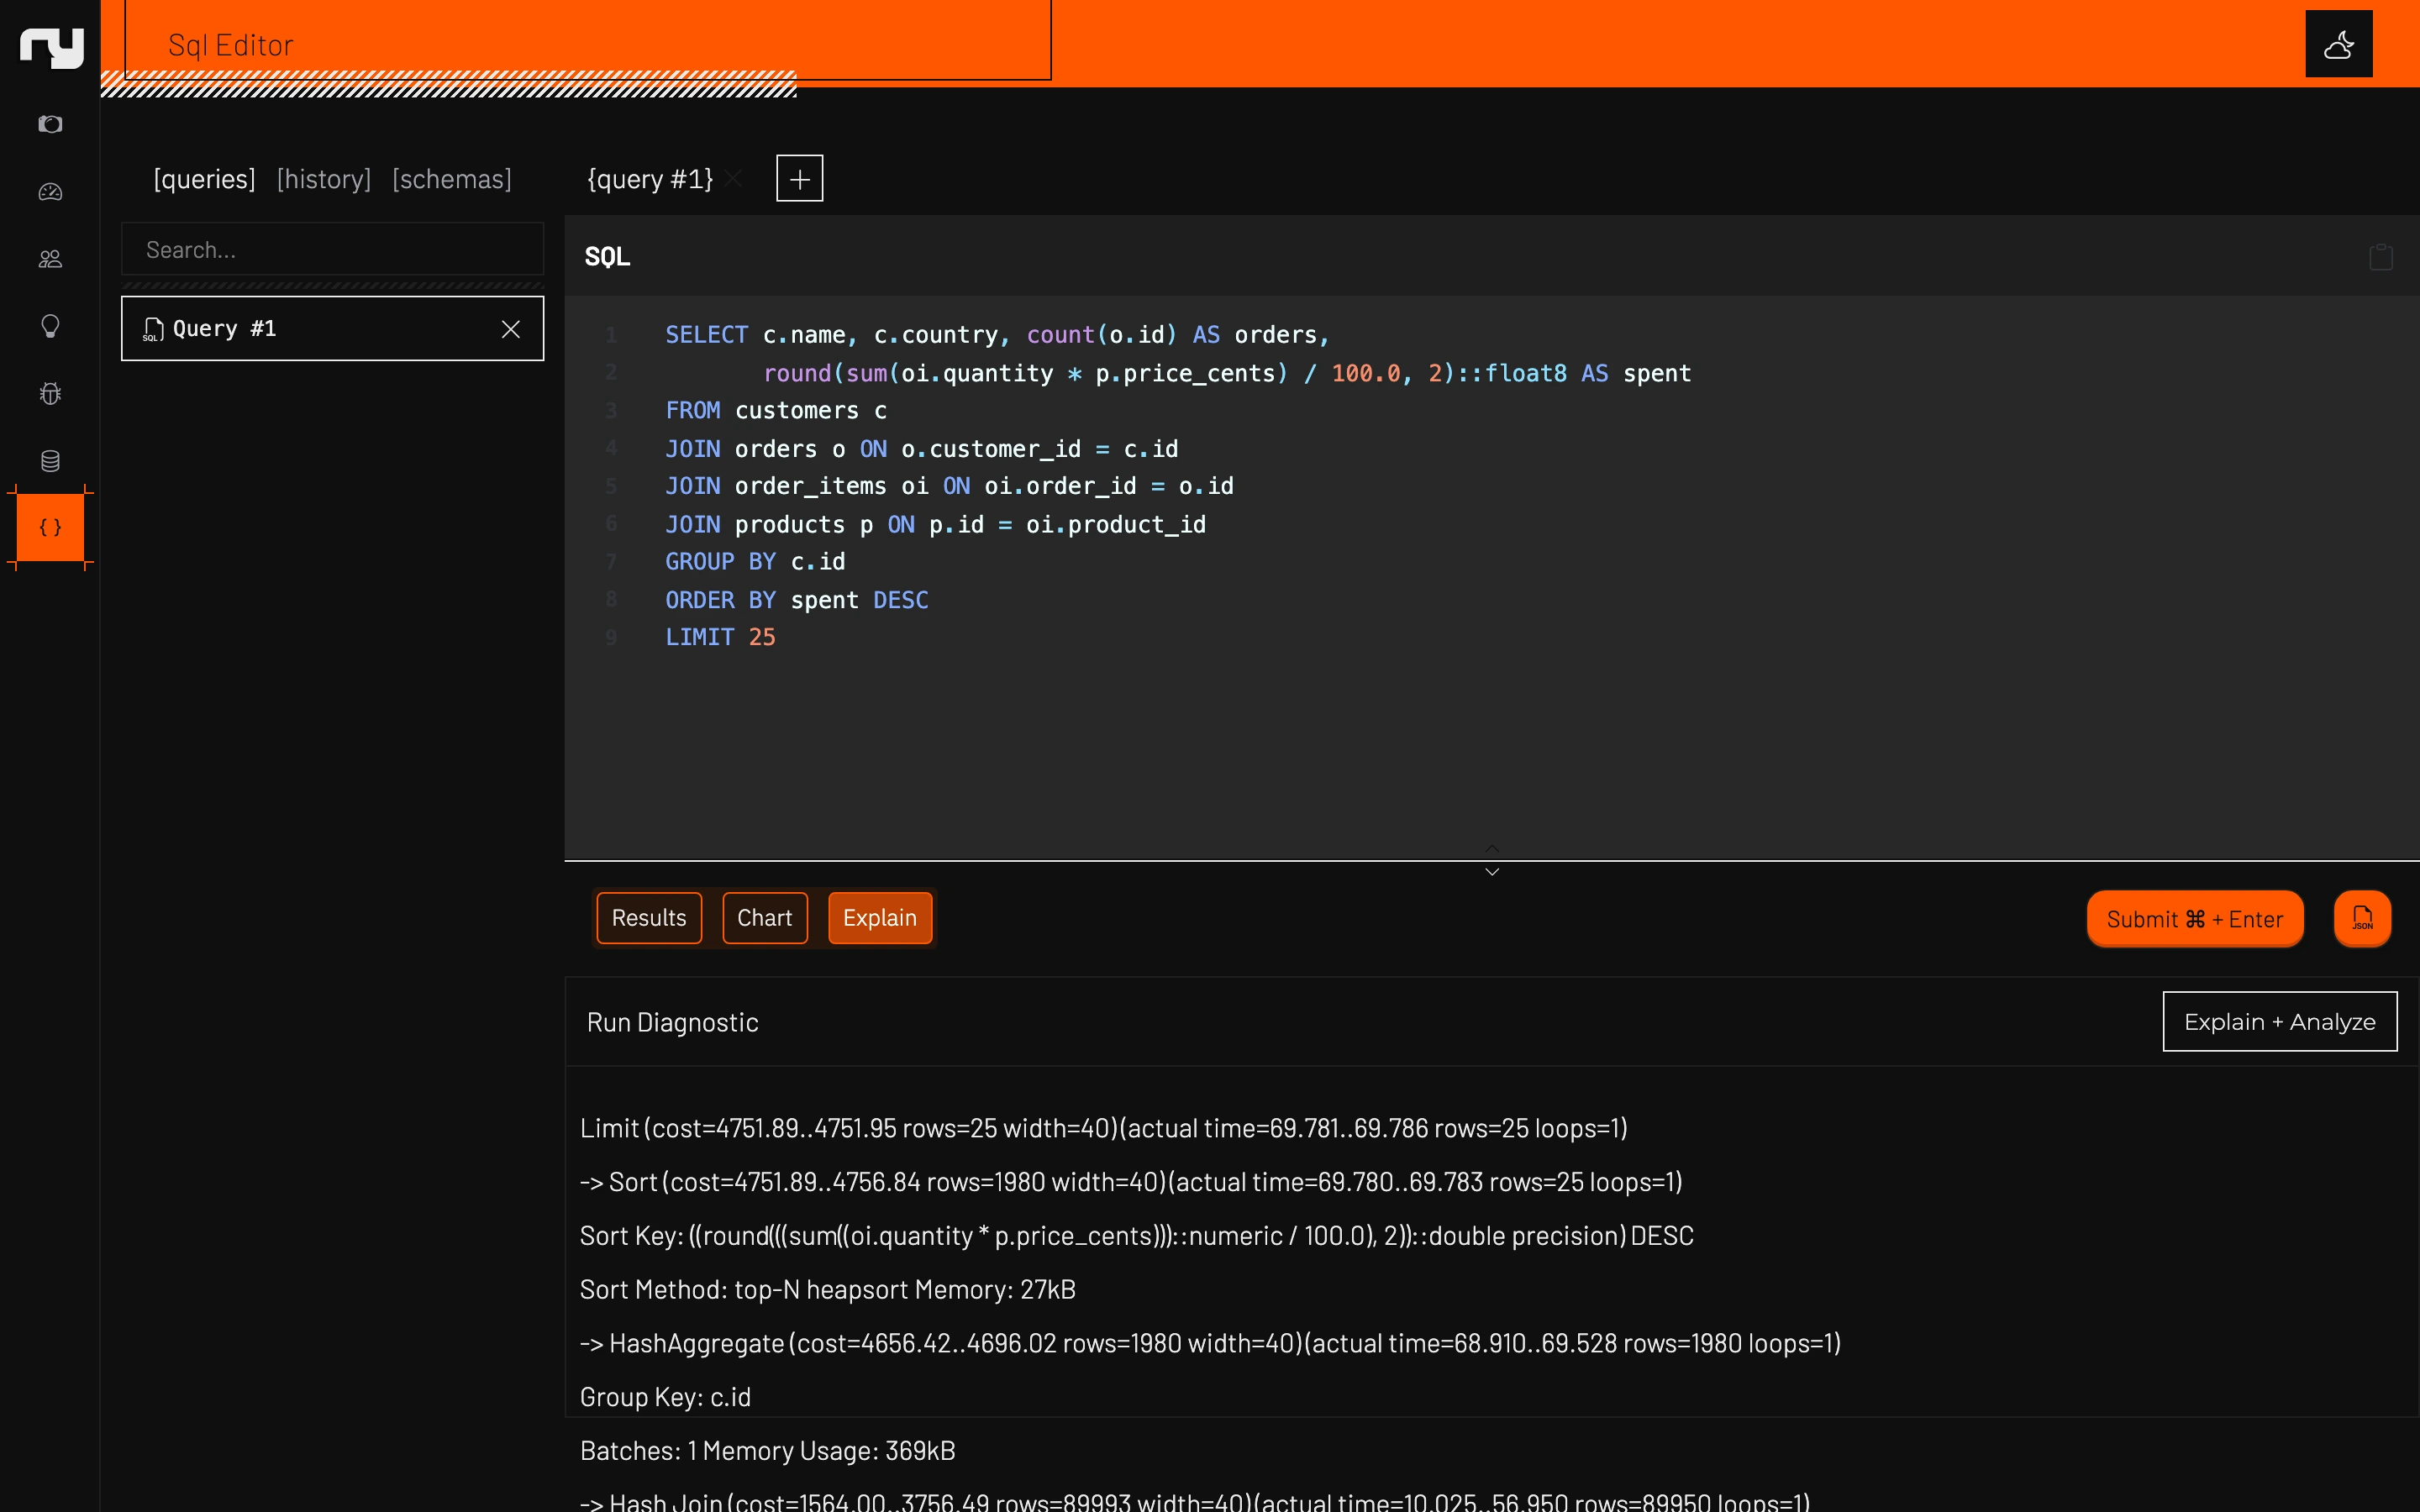 ry
Sql Editor
[queries] [history] [schemas]
{query #1}
Search...
Query #1
SQL
SQL
1 SELECT c.name, c.country, count(o.id) AS orders,
2 round(sum(oi.quantity * p.price_cents) / 100.0, 2)::float8 AS spent
3 FROM customers c
4 JOIN orders o ON o.customer_id = c.id
5 JOIN order_items oi ON oi.order_id = o.id
6 JOIN products p ON p.id = oi.product_id
7 GROUP BY c.id
8 ORDER BY spent DESC
9 LIMIT 25
{ }
Results Chart Explain
Submit ⌘ + Enter
JSON
Run Diagnostic
Explain + Analyze
Limit (cost=4751.89..4751.95 rows=25 width=40) (actual time=69.781..69.786 rows=25 loops=1)
-> Sort (cost=4751.89..4756.84 rows=1980 width=40) (actual time=69.780..69.783 rows=25 loops=1)
Sort Key: ((round(((sum((oi.quantity * p.price_cents)))::numeric / 100.0), 2))::double precision) DESC
Sort Method: top-N heapsort Memory: 27kB
-> HashAggregate (cost=4656.42..4696.02 rows=1980 width=40) (actual time=68.910..69.528 rows=1980 loops=1)
Group Key: c.id
Batches: 1 Memory Usage: 369kB
-> Hash Join (cost=1564.00..3756.49 rows=89993 width=40) (actual time=10.025..56.950 rows=89950 loops=1)